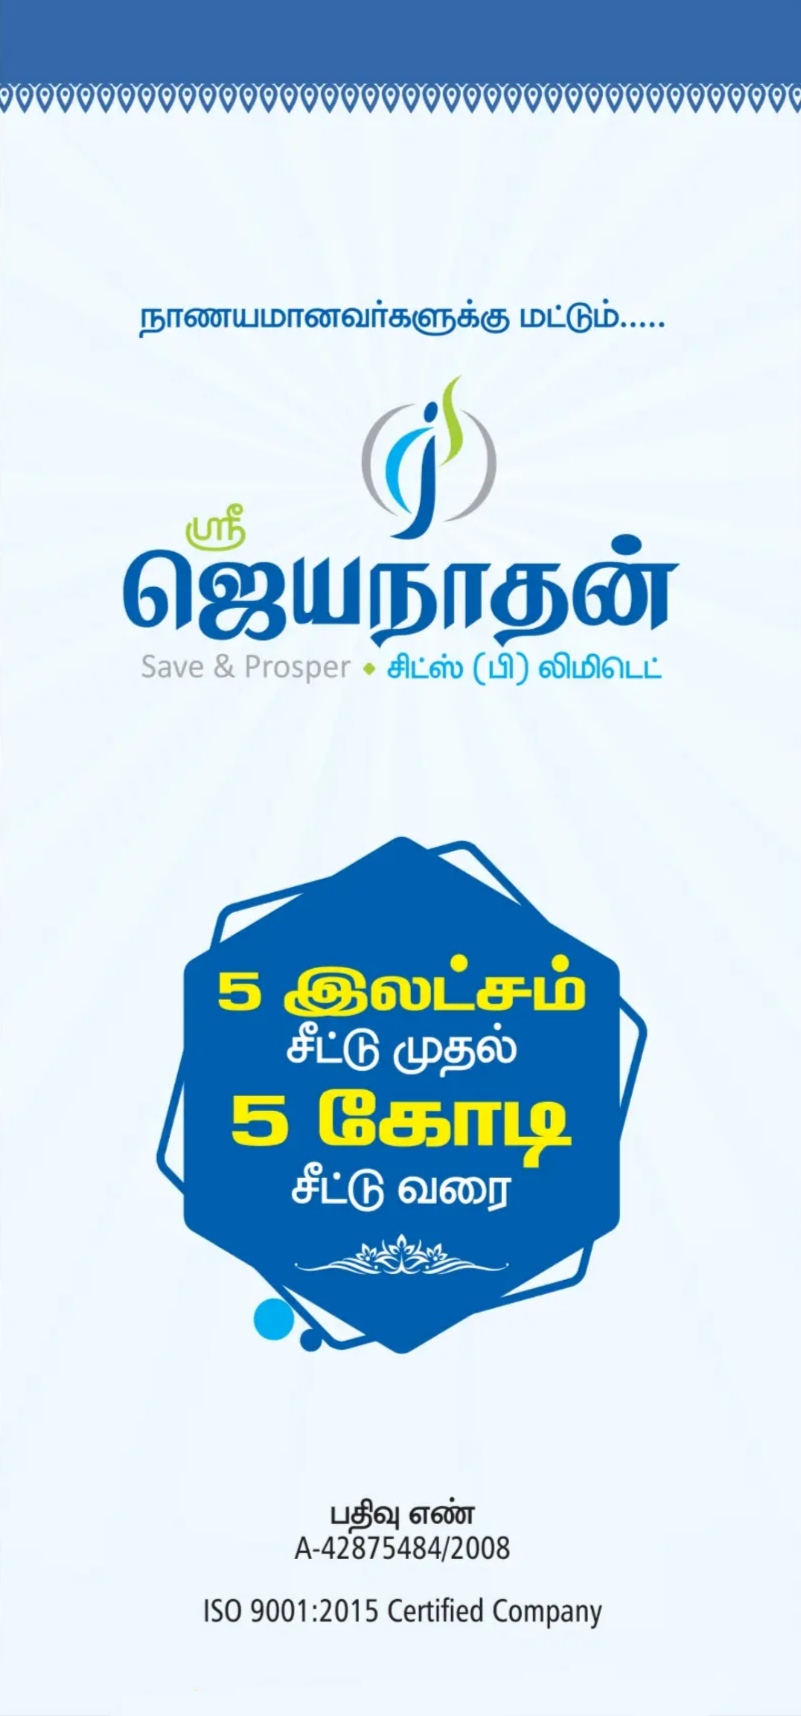 நாணயமானவர்களுக்கு மட்டும்.....
ஸ்ரீ
ஜெயநாதன்
Save & Prosper • சிட்ஸ் (பி) லிமிடெட்
5 இலட்சம்
சீட்டு முதல்
5 கோடி
சீட்டு வரை
பதிவு எண்
A-42875484/2008
ISO 9001:2015 Certified Company